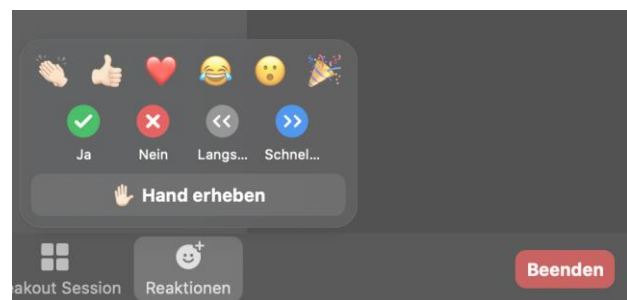 Ja Nein Langs... Schnel...
Hand erheben
akout Session Reaktionen Beenden